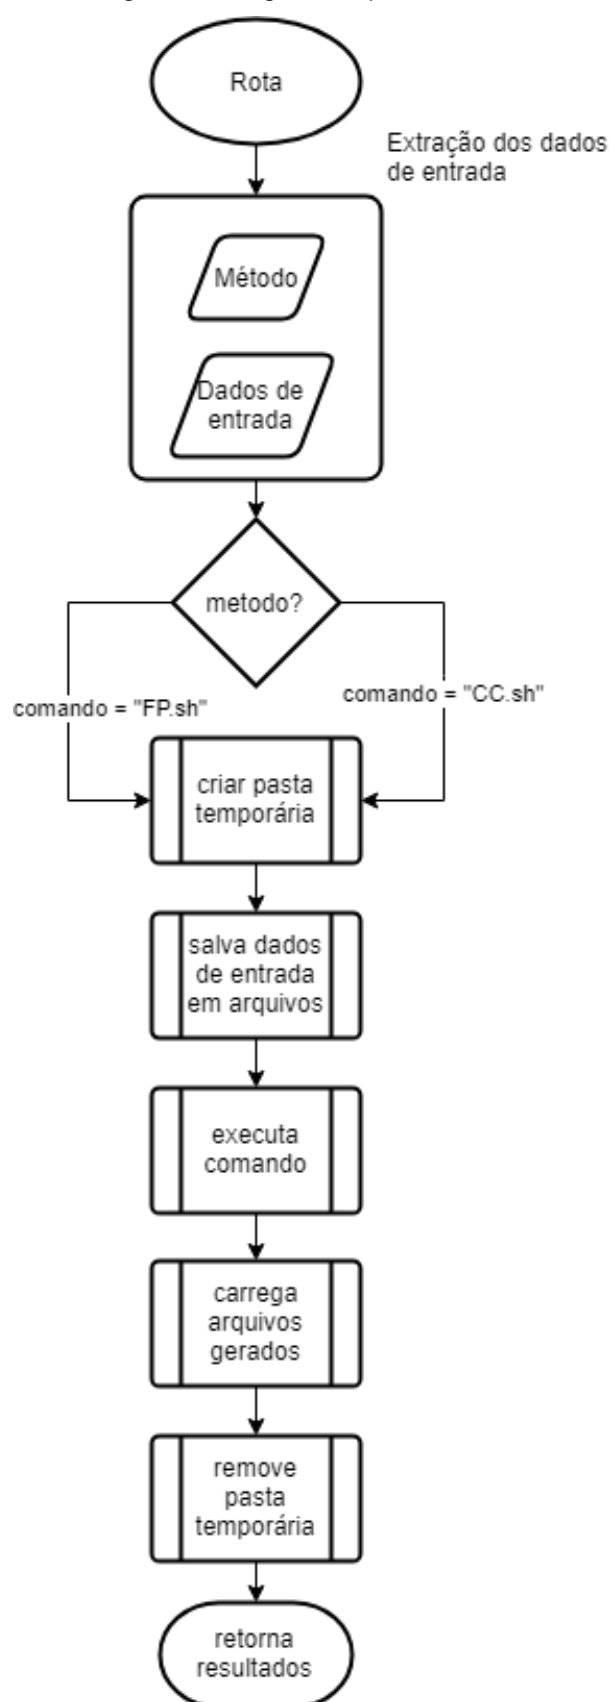 Rota
Extração dos dados
de entrada
Método
Dados de
entrada
metodo?
comando = "FP.sh"
comando = "CC.sh"
criar pasta
temporária
salva dados
de entrada
em arquivos
executa
comando
carrega
arquivos
gerados
remove
pasta
temporária
retorna
resultados